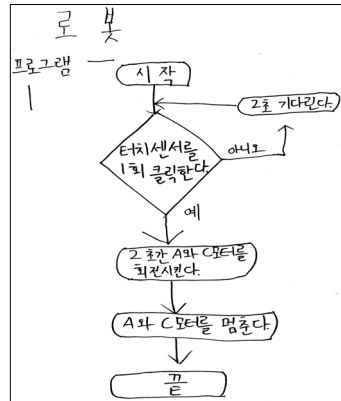 로봇
프로그램
시작
2초 기다린다.
터치센서를
1회 클릭한다.
아니오
예
2초간 A와 C모터를
회전시킨다.
A와 C모터를 멈춘다.
끝